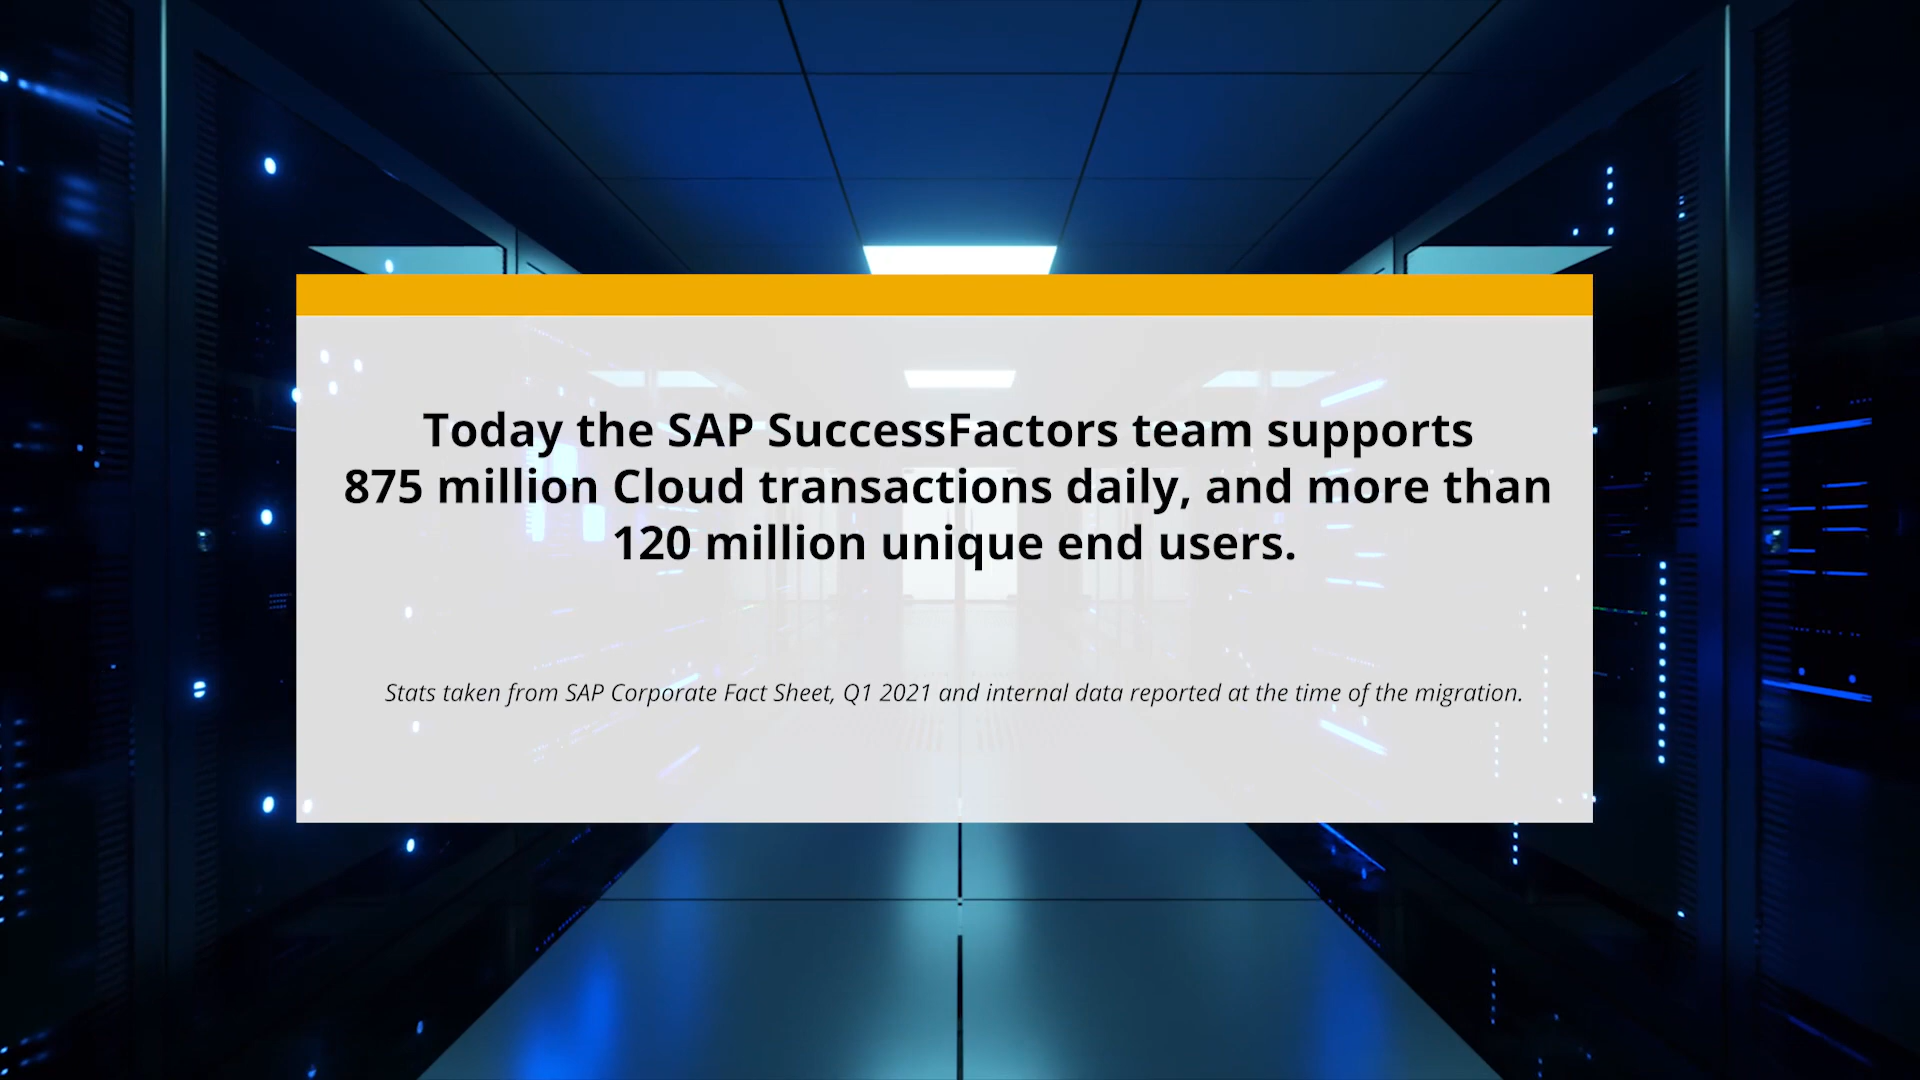 Today the SAP SuccessFactors team supports
875 million Cloud transactions daily, and more than
120 million unique end users.
Stats taken from SAP Corporate Fact Sheet, Q1 2021 and internal data reported at the time of the migration.